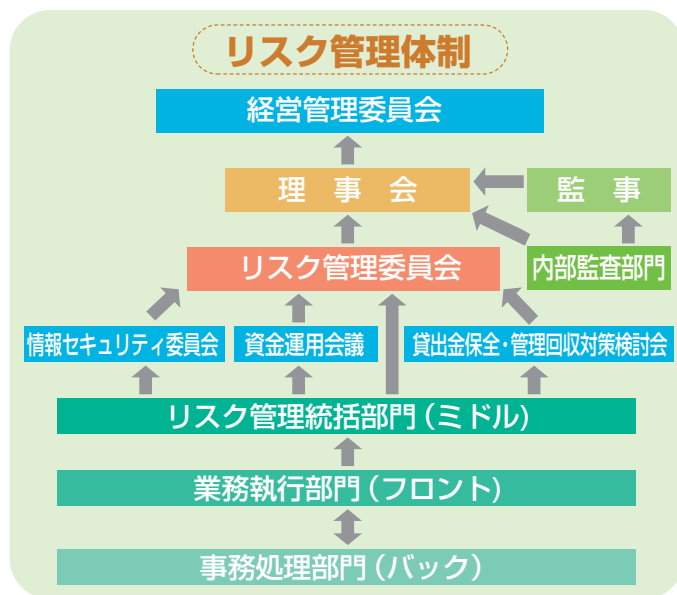 リスク管理体制
経営管理委員会
理　事　会
監　事
リスク管理委員会
内部監査部門
情報セキュリティ委員会
資金運用会議
貸出金保全・管理回収対策検討会
リスク管理統括部門（ミドル）
業務執行部門（フロント）
事務処理部門（バック）